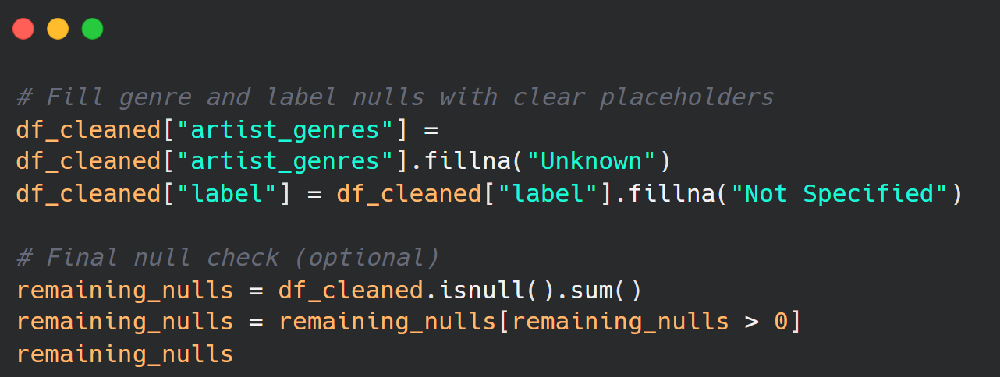 # Fill genre and label nulls with clear placeholders
df_cleaned["artist_genres"] =
df_cleaned["artist_genres"].fillna("Unknown")
df_cleaned["label"] = df_cleaned["label"].fillna("Not Specified")
# Final null check (optional)
remaining_nulls = df_cleaned.isnull().sum()
remaining_nulls = remaining_nulls[remaining_nulls > 0]
remaining_nulls